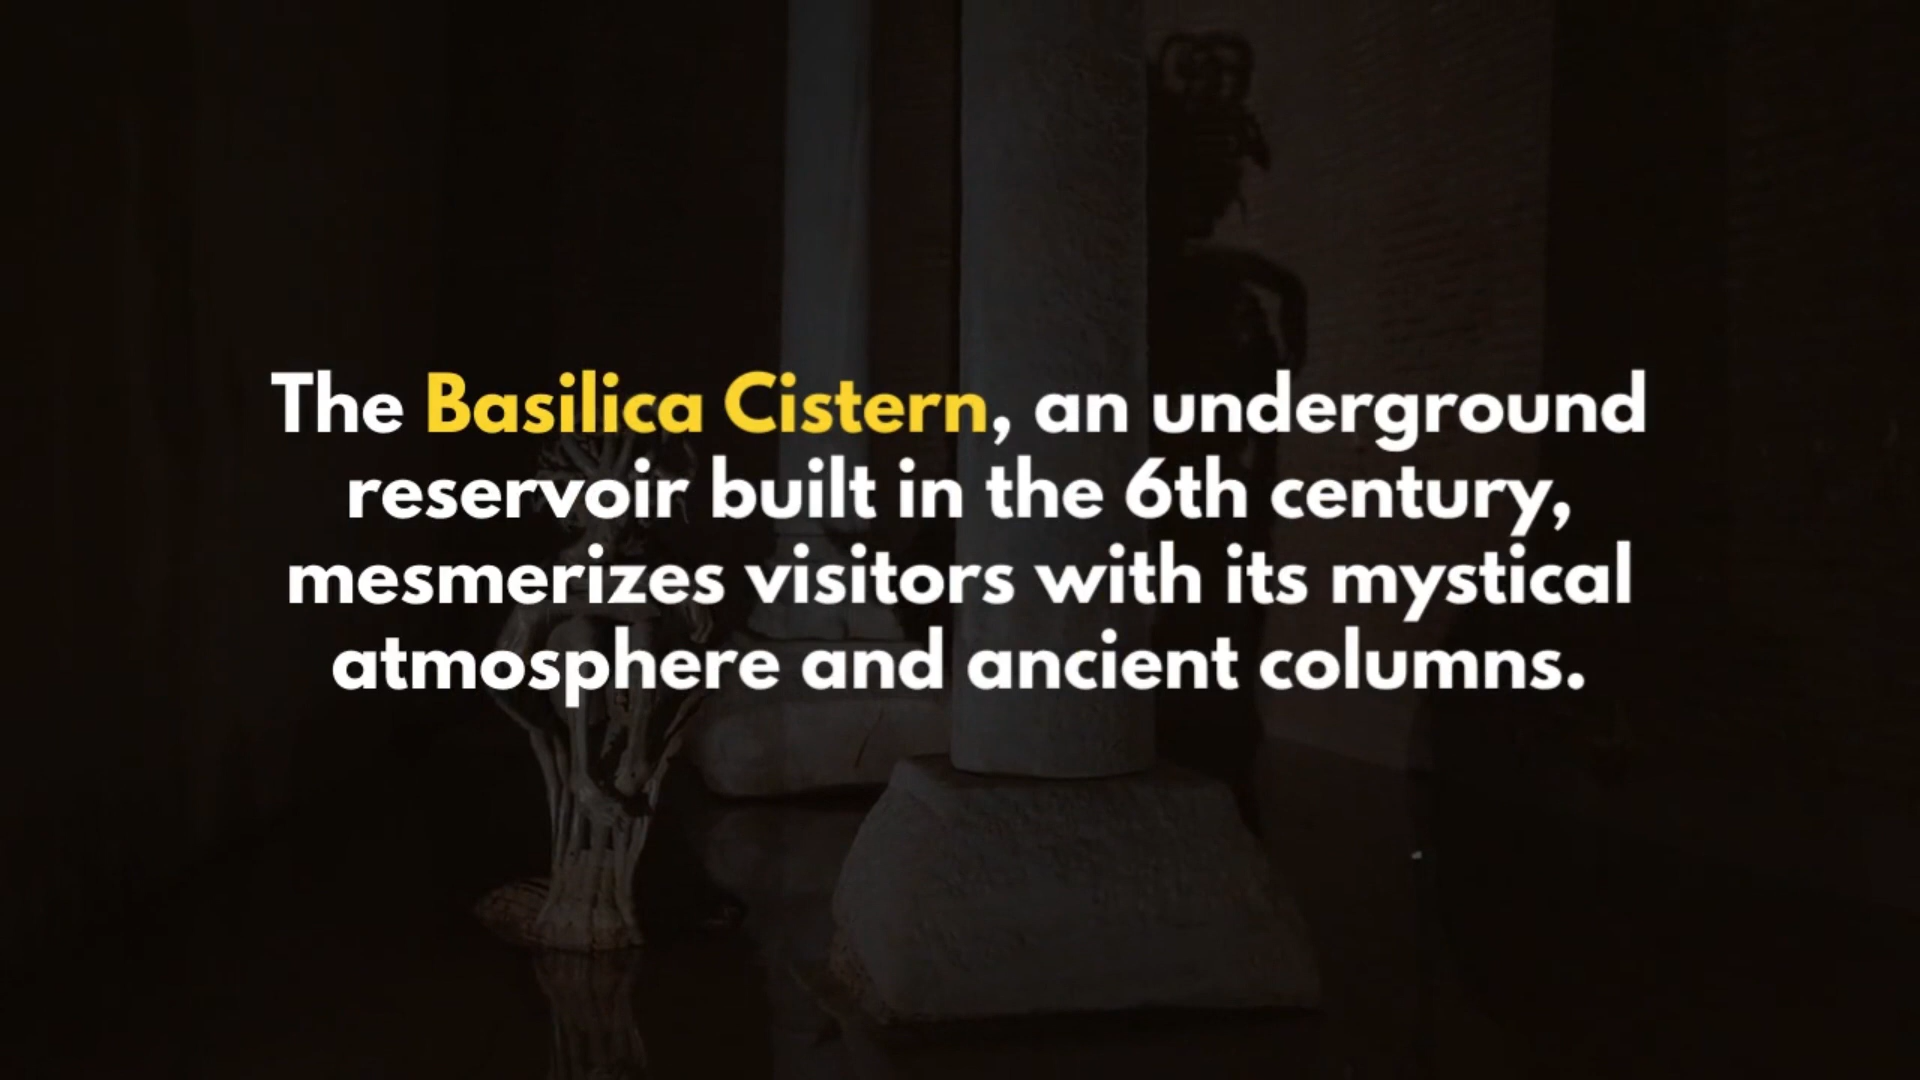 The Basilica Cistern, an underground
reservoir built in the 6th century,
mesmerizes visitors with its mystical
atmosphere and ancient columns.